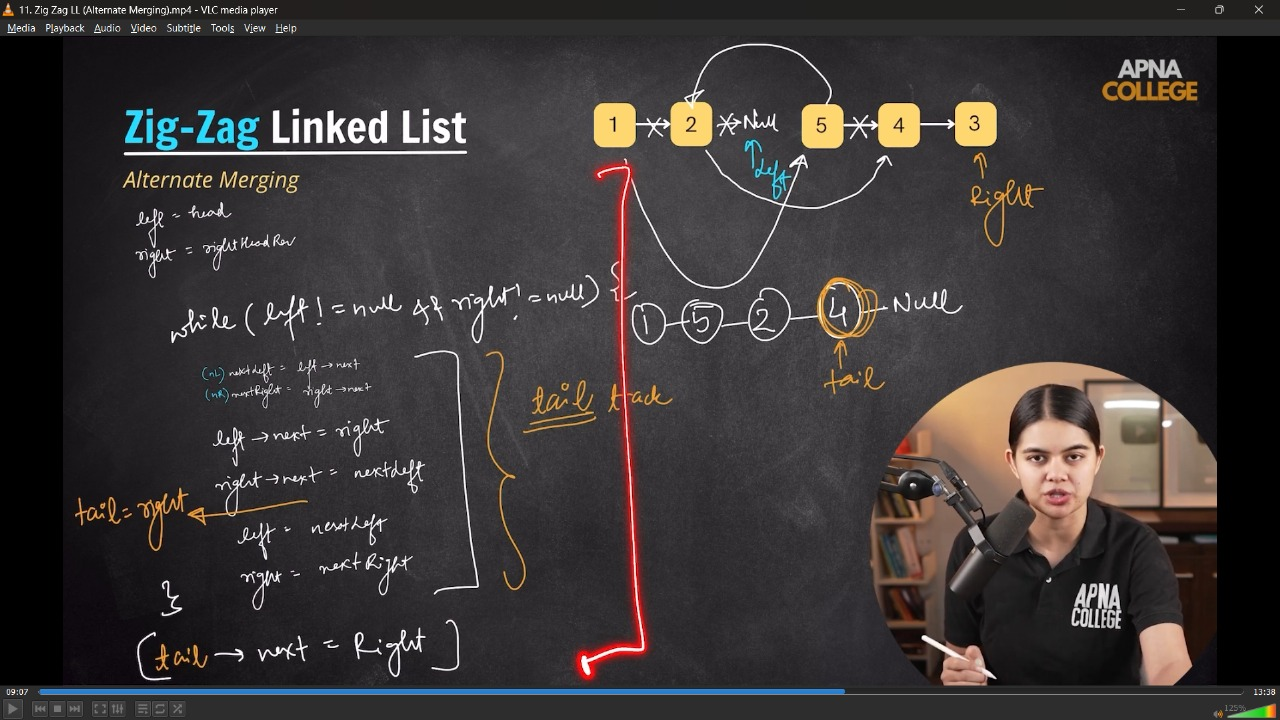 11. Zig Zag LL (Alternate Merging).mp4 - VLC media player
Media Playback Audio Video Subtitle Tools View Help
APNA
COLLEGE
Zig-Zag Linked List
1 2 Null 5 4 3
Left
Right
Alternate Merging
left = head
right = rightHeadRev
while (left != null && right != null) {
1 5 2 4 Null
tail
(nL) nextLeft = left → next
(nR) nextRight = right → next
tail track
left → next = right
right → next = nextLeft
tail = right
left = nextLeft
right = nextRight
}
tail → next = Right
APNA
COLLEGE
09:07
13:38
125%